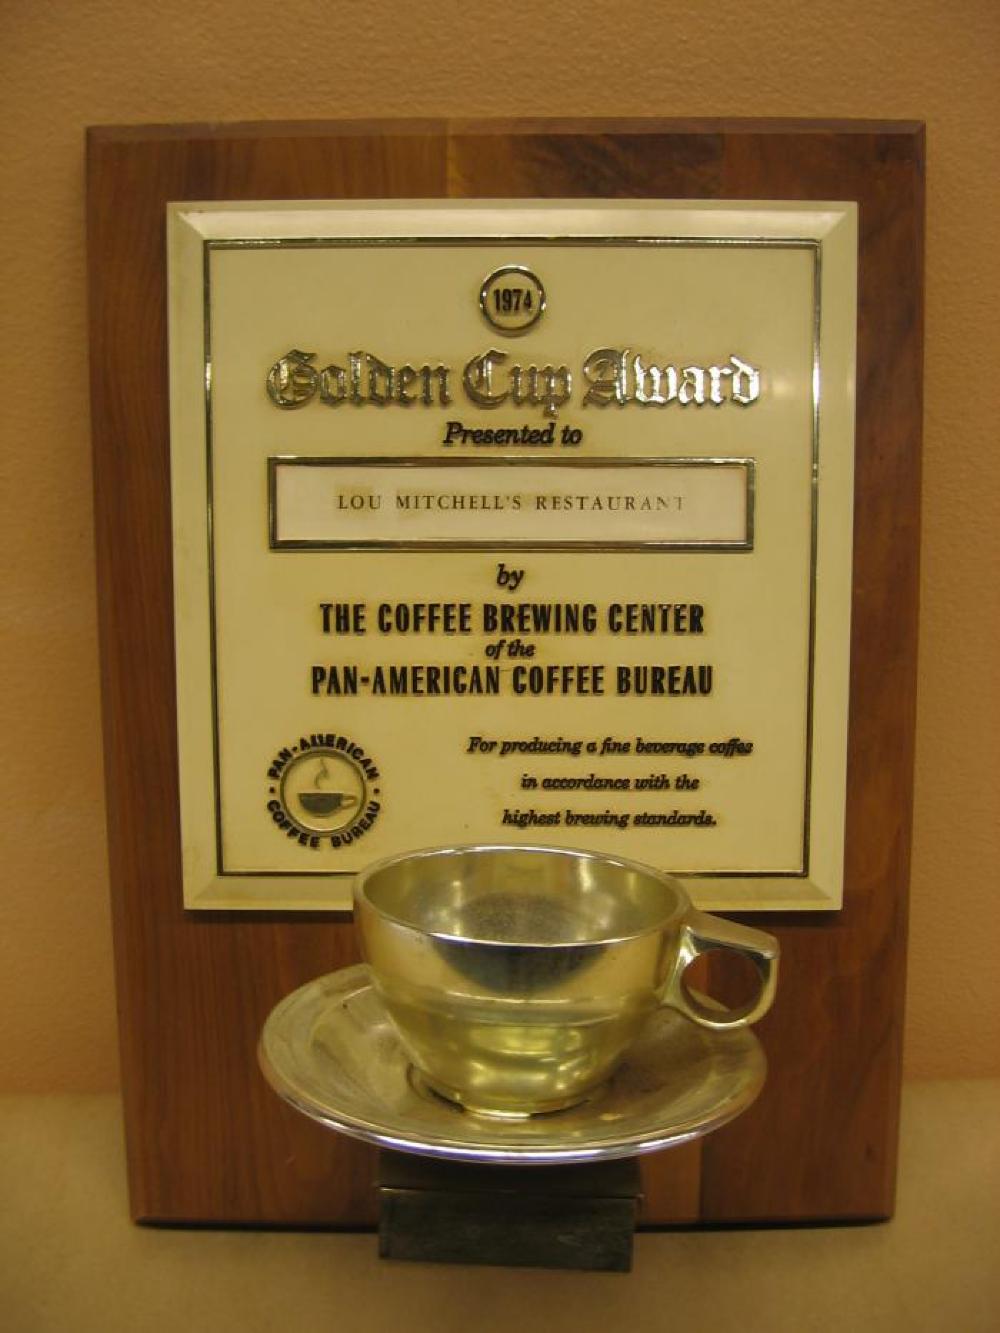 1974
Golden Cup Award
Presented to
LOU MITCHELL'S RESTAURANT
by
THE COFFEE BREWING CENTER
of the
PAN-AMERICAN COFFEE BUREAU
PAN-AMERICAN
COFFEE BUREAU
For producing a fine beverage coffee
in accordance with the
highest brewing standards.